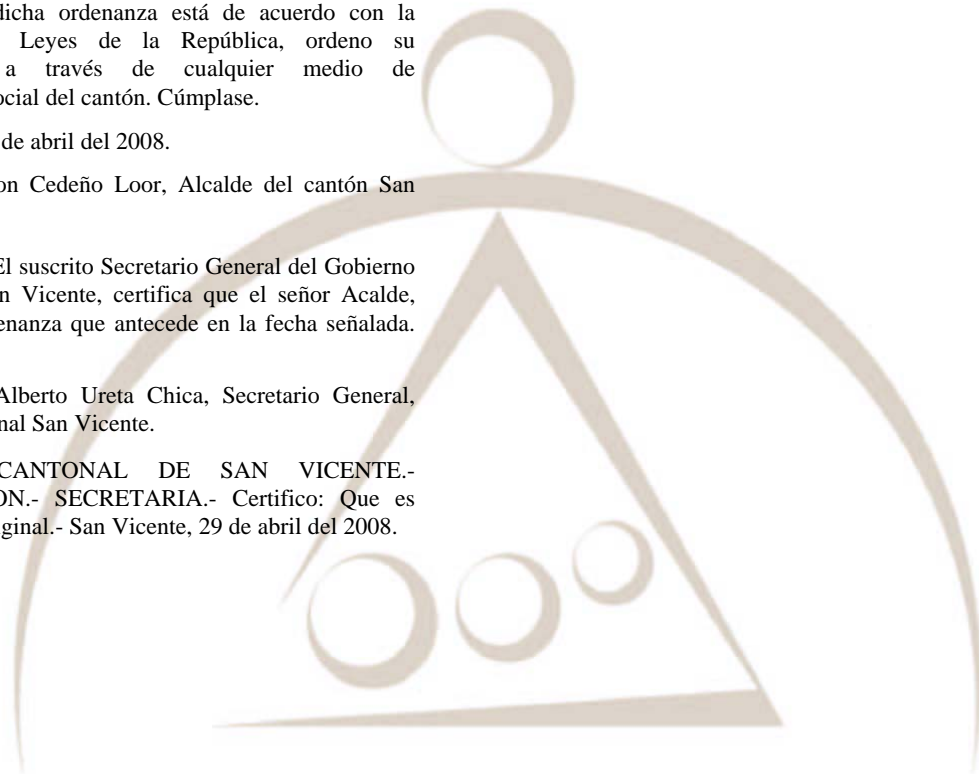 dicha ordenanza está de acuerdo con la
Leyes de la República, ordeno su
a través de cualquier medio de
ocial del cantón. Cúmplase.
de abril del 2008.
on Cedeño Loor, Alcalde del cantón San
El suscrito Secretario General del Gobierno
n Vicente, certifica que el señor Acalde,
enanza que antecede en la fecha señalada.
Alberto Ureta Chica, Secretario General,
nal San Vicente.
CANTONAL DE SAN VICENTE.-
ON.- SECRETARIA.- Certifico: Que es
ginal.- San Vicente, 29 de abril del 2008.